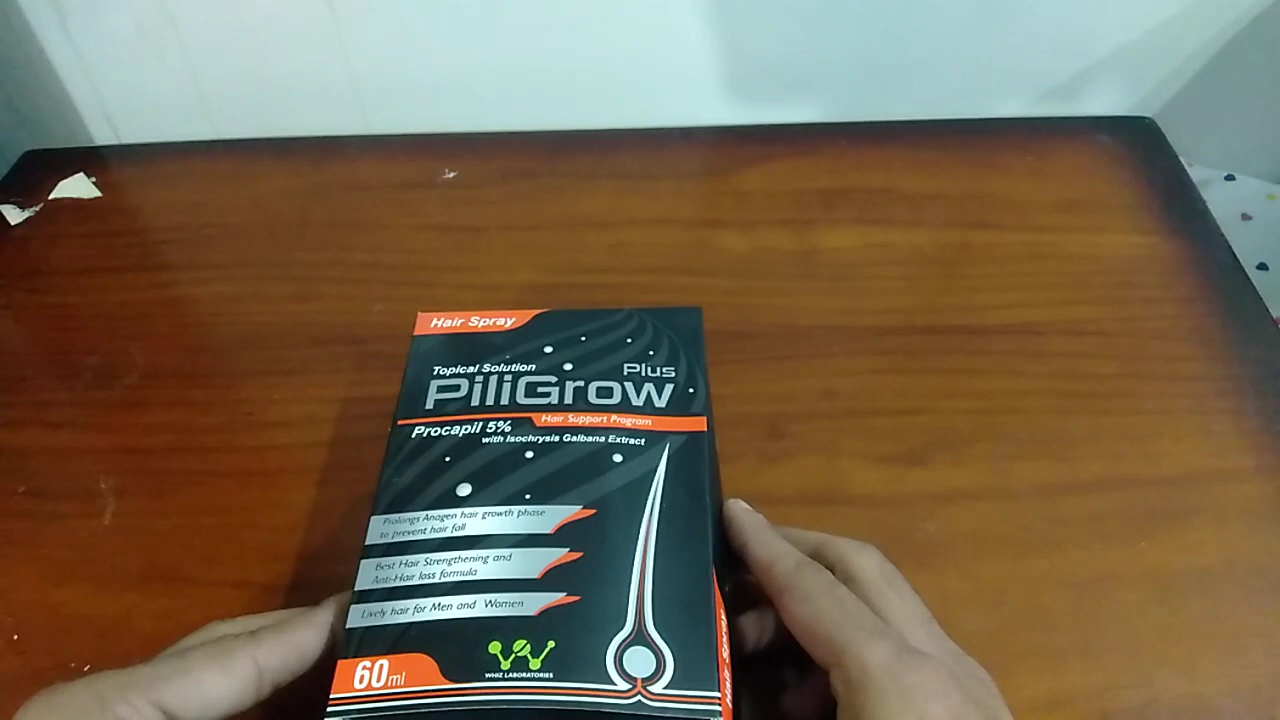 Hair Spray
Topical Solution
PiliGrow Plus
Hair Support Program
Procapil 5%
with Isochrysis Galbana Extract
Prolongs Anagen hair growth phase
to prevent hair fall
Best Hair Strengthening and
Anti-Hair loss formula
Lively hair for Men and Women
60ml
WHIZ LABORATORIES
Hair Spray